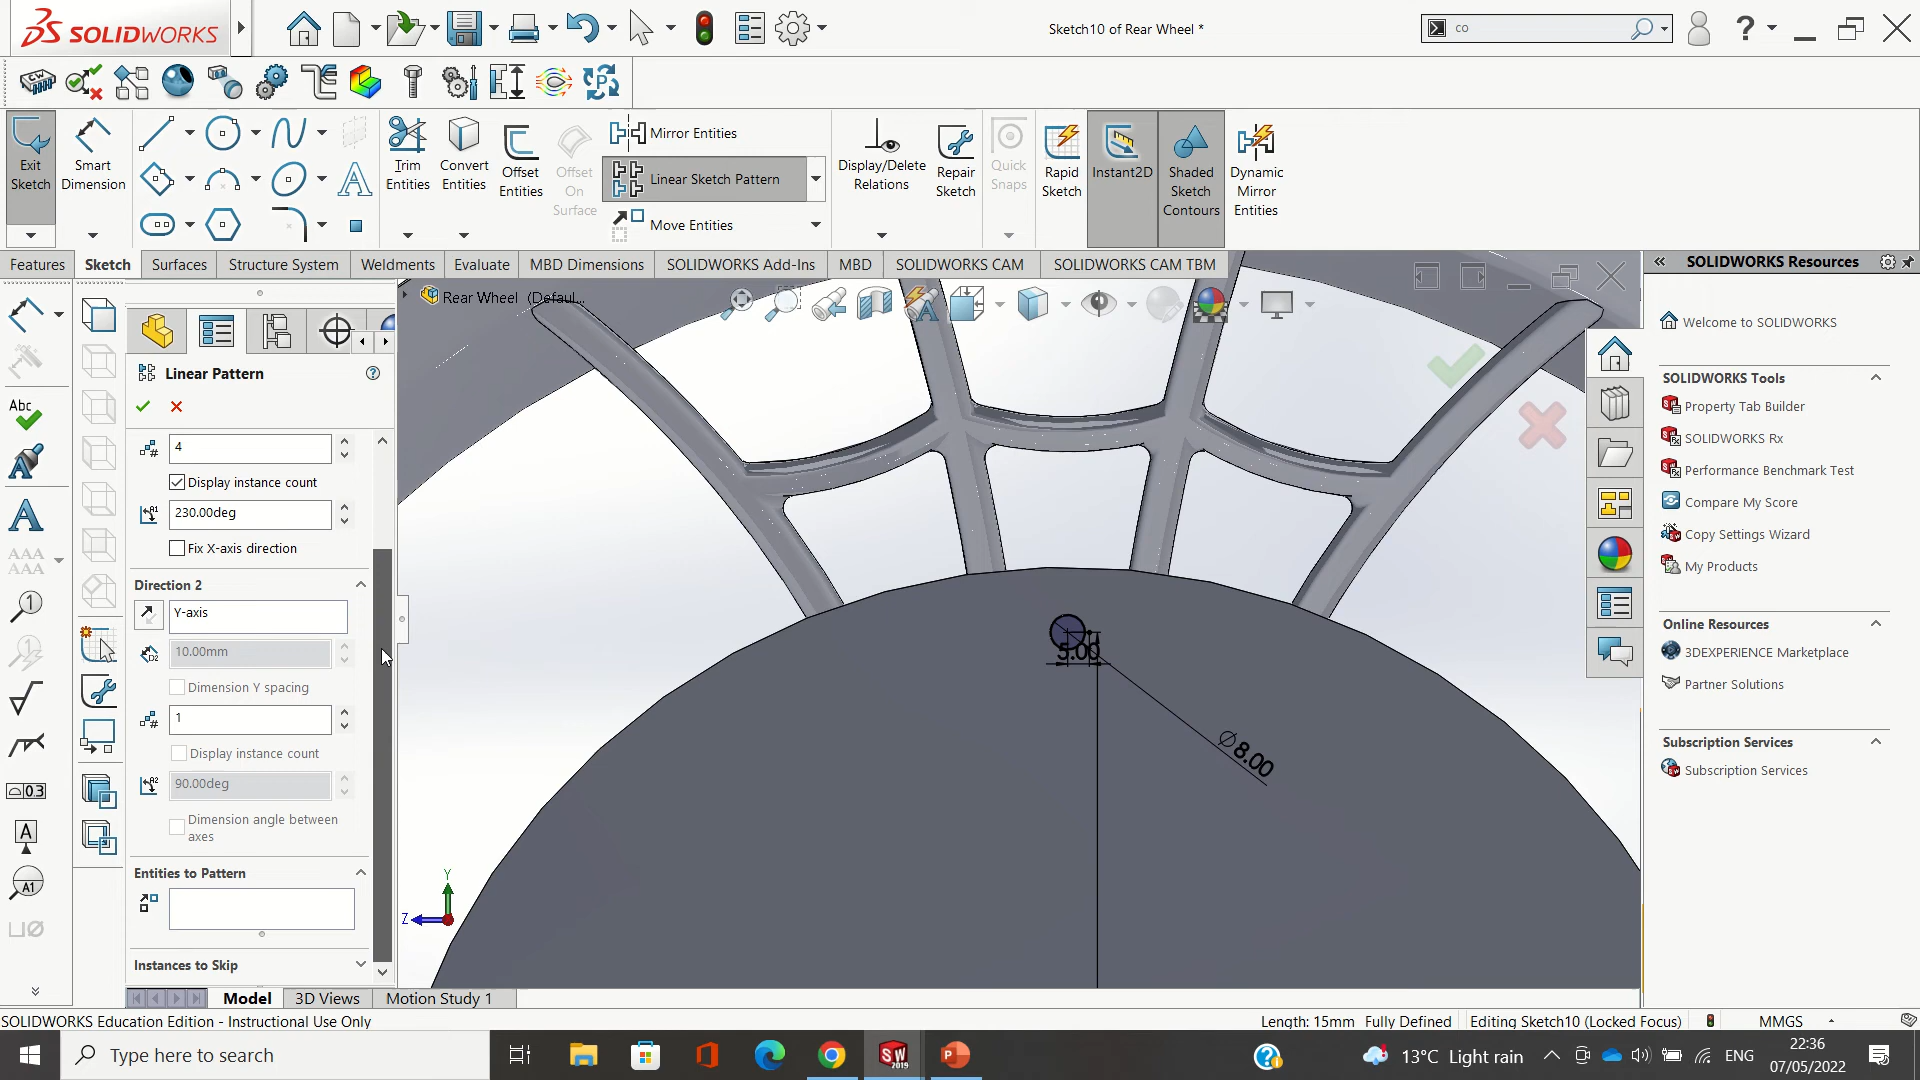 SOLIDWORKS
Sketch10 of Rear Wheel *
co
Exit Sketch
Smart Dimension
Trim Entities
Convert Entities
Offset Entities
Offset On Surface
Mirror Entities
Linear Sketch Pattern
Move Entities
Display/Delete Relations
Repair Sketch
Quick Snaps
Rapid Sketch
Instant2D
Shaded Sketch Contours
Dynamic Mirror Entities
Features
Sketch
Surfaces
Structure System
Weldments
Evaluate
MBD Dimensions
SOLIDWORKS Add-Ins
MBD
SOLIDWORKS CAM
SOLIDWORKS CAM TBM
Rear Wheel (Defaul...
Linear Pattern
4
Display instance count
230.00deg
Fix X-axis direction
Direction 2
Y-axis
10.00mm
Dimension Y spacing
1
Display instance count
90.00deg
Dimension angle between
axes
Entities to Pattern
Instances to Skip
5.00
∅8.00
Y
Z
SOLIDWORKS Resources
Welcome to SOLIDWORKS
SOLIDWORKS Tools
Property Tab Builder
SOLIDWORKS Rx
Performance Benchmark Test
Compare My Score
Copy Settings Wizard
My Products
Online Resources
3DEXPERIENCE Marketplace
Partner Solutions
Subscription Services
Subscription Services
Model
3D Views
Motion Study 1
SOLIDWORKS Education Edition - Instructional Use Only
Length: 15mm
Fully Defined
Editing Sketch10 (Locked Focus)
MMGS
Type here to search
13°C Light rain
ENG
22:36
07/05/2022